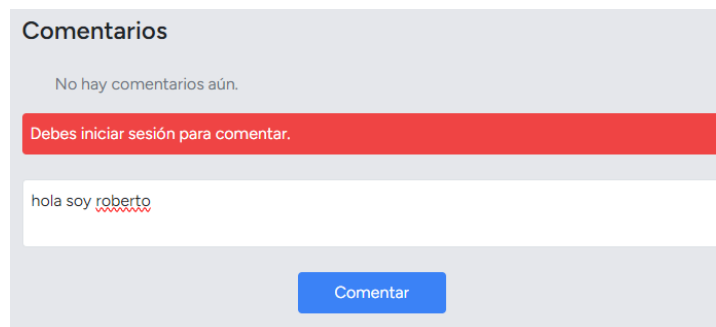 Comentarios
No hay comentarios aún.
Debes iniciar sesión para comentar.
hola soy roberto
Comentar